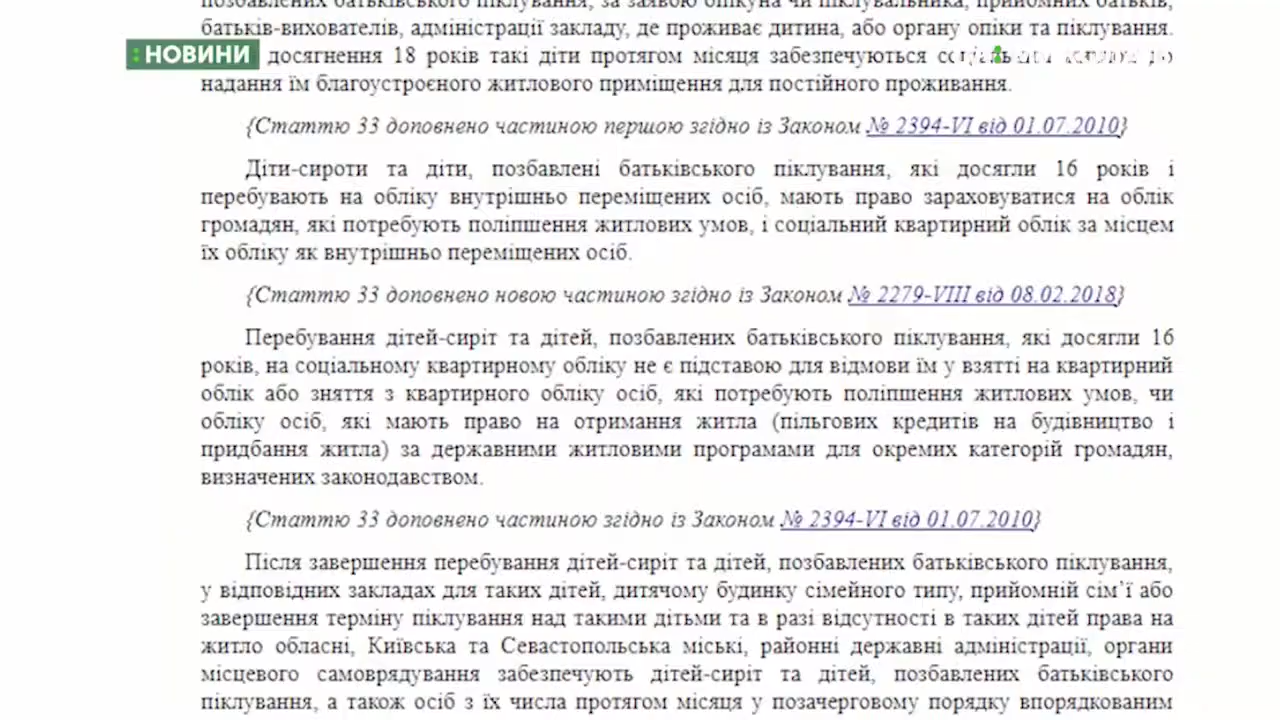 позбавлених батьківського піклування, за заявою опікуна чи піклувальника, прийомних батьків,
батьків-вихователів, адміністрації закладу, де проживає дитина, або органу опіки та піклування.
: НОВИНИ
досягнення 18 років такі діти протягом місяця забезпечуються до
надання їм благоустроєного житлового приміщення для постійного проживання.
{Статтю 33 доповнено частиною першою згідно із Законом № 2394-VI від 01.07.2010}
Діти-сироти та діти, позбавлені батьківського піклування, які досягли 16 років і
перебувають на обліку внутрішньо переміщених осіб, мають право зараховуватися на облік
громадян, які потребують поліпшення житлових умов, і соціальний квартирний облік за місцем
їх обліку як внутрішньо переміщених осіб.
{Статтю 33 доповнено новою частиною згідно із Законом № 2279-VIII від 08.02.2018}
Перебування дітей-сиріт та дітей, позбавлених батьківського піклування, які досягли 16
років, на соціальному квартирному обліку не є підставою для відмови їм у взятті на квартирний
облік або зняття з квартирного обліку осіб, які потребують поліпшення житлових умов, чи
обліку осіб, які мають право на отримання житла (пільгових кредитів на будівництво і
придбання житла) за державними житловими програмами для окремих категорій громадян,
визначених законодавством.
{Статтю 33 доповнено частиною згідно із Законом № 2394-VI від 01.07.2010}
Після завершення перебування дітей-сиріт та дітей, позбавлених батьківського піклування,
у відповідних закладах для таких дітей, дитячому будинку сімейного типу, прийомній сім’ї або
завершення терміну піклування над такими дітьми та в разі відсутності в таких дітей права на
житло обласні, Київська та Севастопольська міські, районні державні адміністрації, органи
місцевого самоврядування забезпечують дітей-сиріт та дітей, позбавлених батьківського
піклування, а також осіб з їх числа протягом місяця у позачерговому порядку впорядкованим